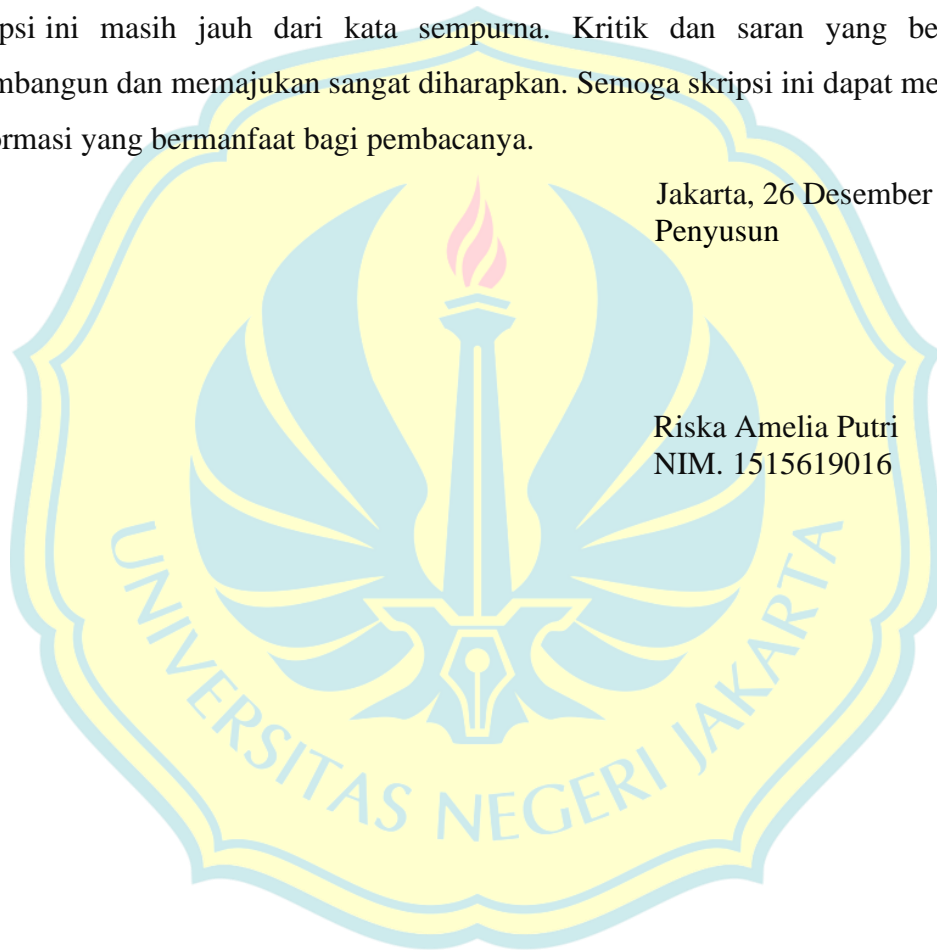 psi ini masih jauh dari kata sempurna. Kritik dan saran yang be
mbangun dan memajukan sangat diharapkan. Semoga skripsi ini dapat me
ormasi yang bermanfaat bagi pembacanya.
Jakarta, 26 Desember
Penyusun
Riska Amelia Putri
NIM. 1515619016
UNIVERSITAS NEGERI JAKARTA